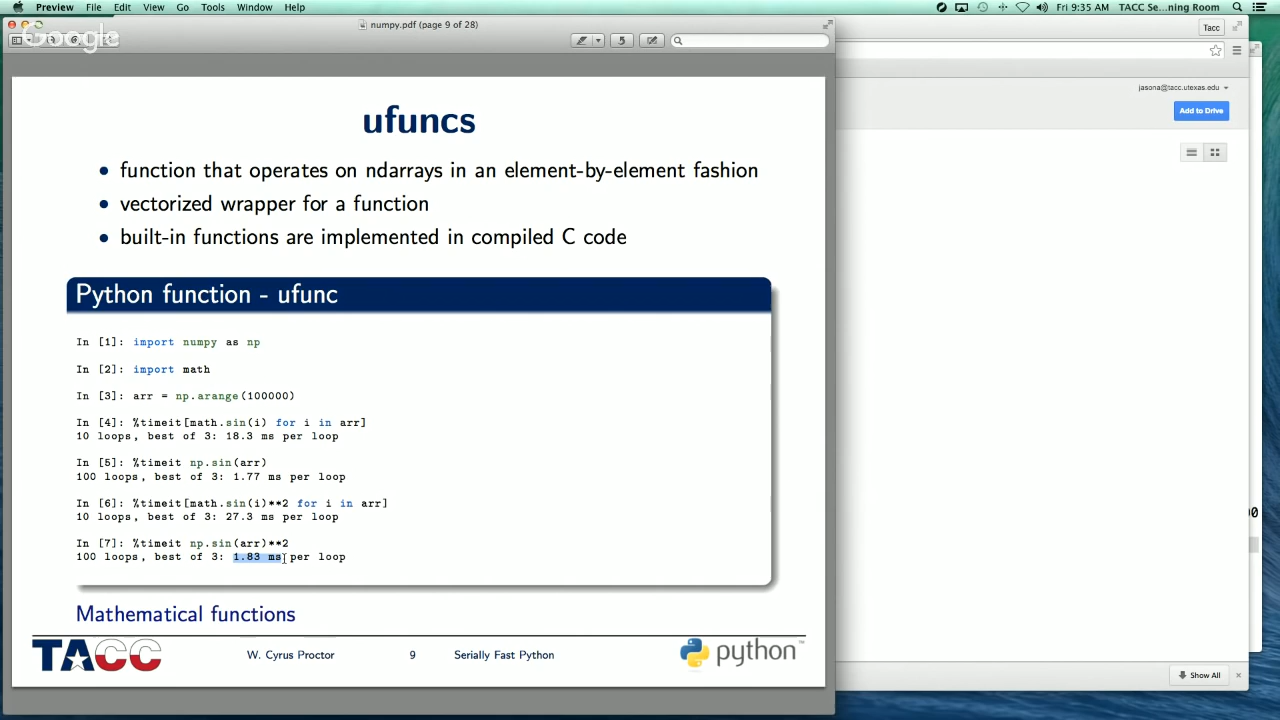 Preview File Edit View Go Tools Window Help Fri 9:35 AM TACC Se...ning Room
numpy.pdf (page 9 of 28)
Google
Tacc
jasona@tacc.utexas.edu
Add to Drive
ufuncs
• function that operates on ndarrays in an element-by-element fashion
• vectorized wrapper for a function
• built-in functions are implemented in compiled C code
Python function - ufunc
In [1]: import numpy as np
In [2]: import math
In [3]: arr = np.arange(100000)
In [4]: %timeit[math.sin(i) for i in arr]
10 loops, best of 3: 18.3 ms per loop
In [5]: %timeit np.sin(arr)
100 loops, best of 3: 1.77 ms per loop
In [6]: %timeit[math.sin(i)**2 for i in arr]
10 loops, best of 3: 27.3 ms per loop
In [7]: %timeit np.sin(arr)**2
100 loops, best of 3: 1.83 ms per loop
Mathematical functions
TACC W. Cyrus Proctor 9 Serially Fast Python python™
Show All